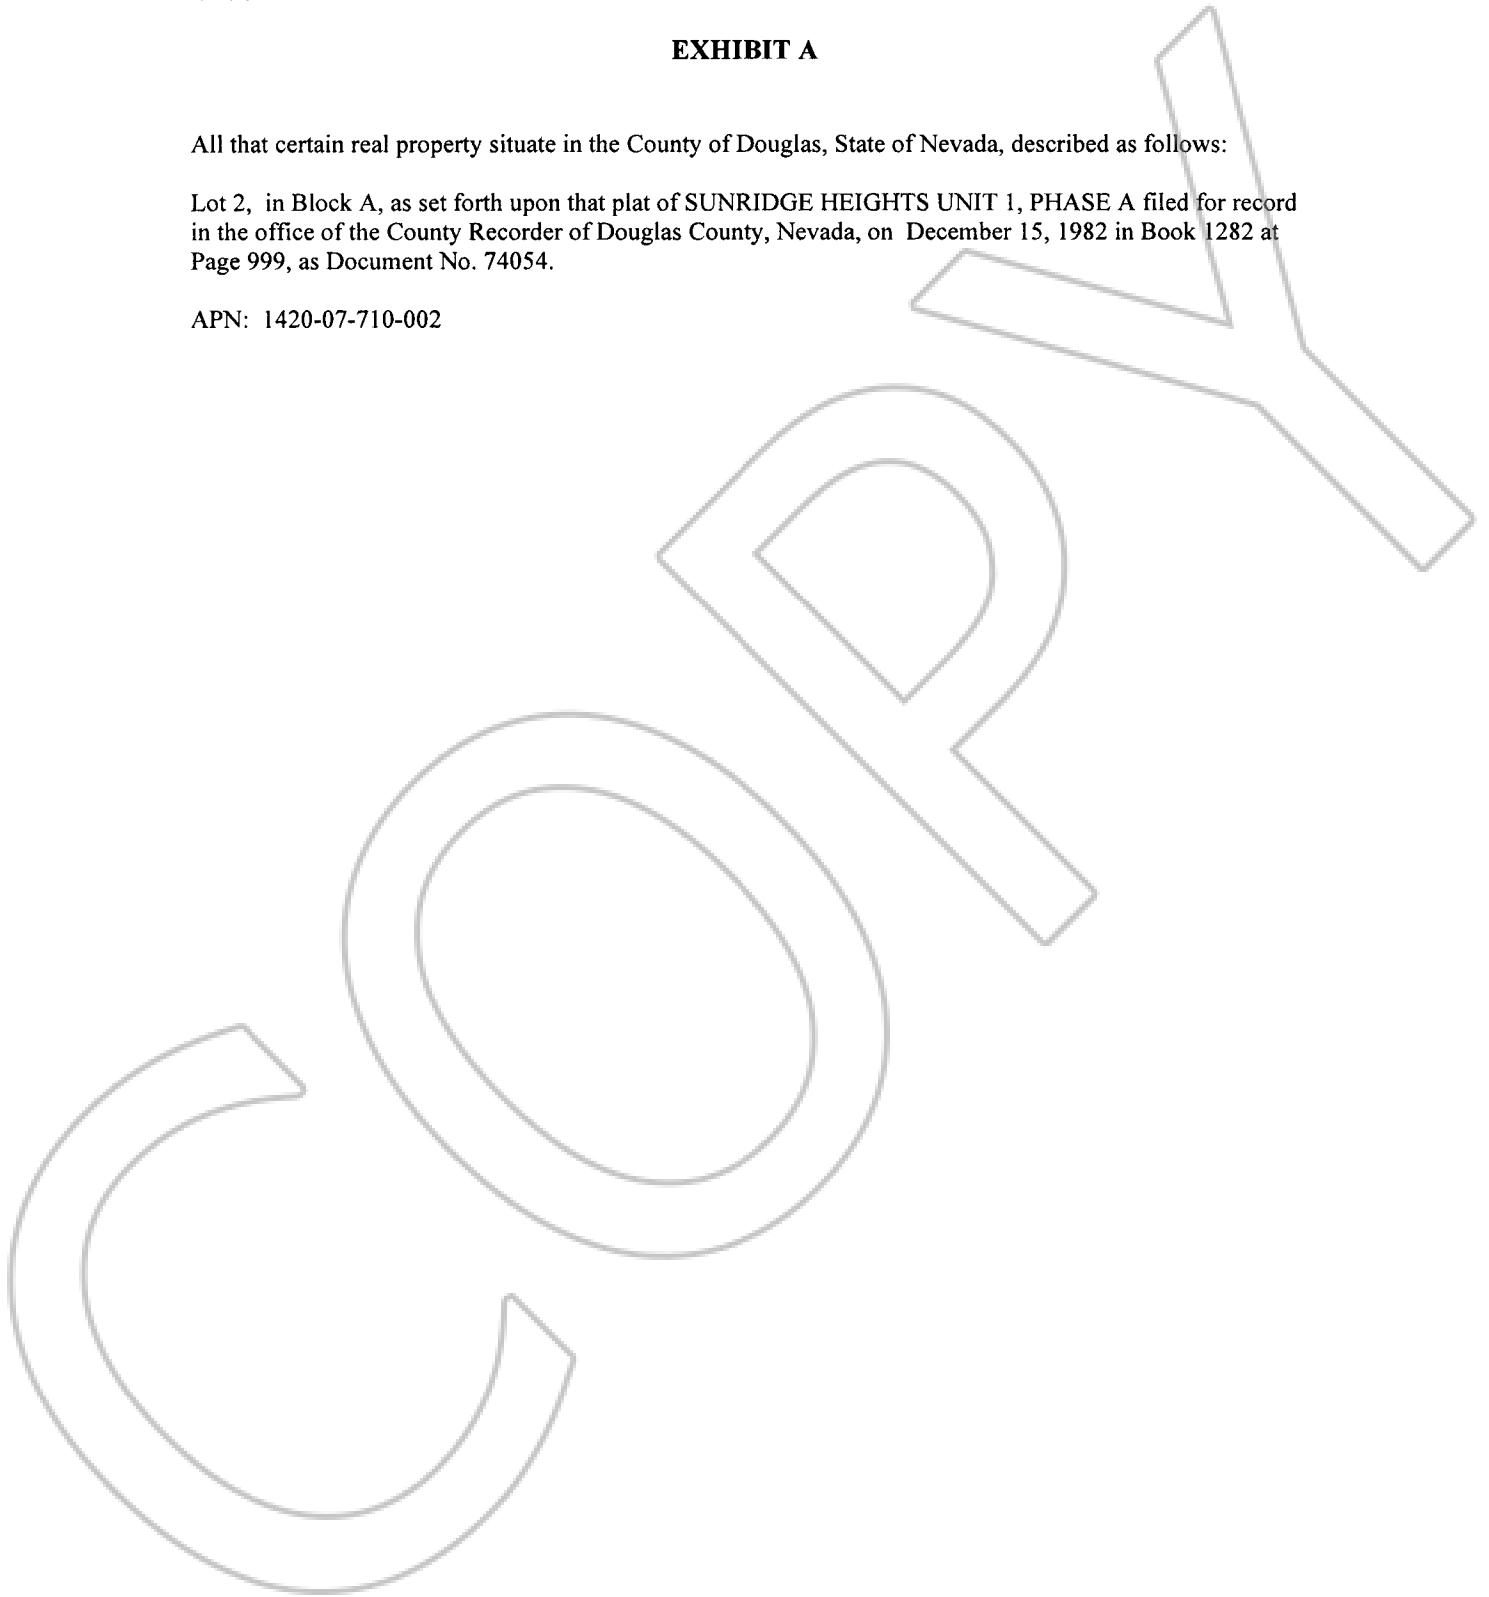 EXHIBIT A
All that certain real property situate in the County of Douglas, State of Nevada, described as follows:
Lot 2, in Block A, as set forth upon that plat of SUNRIDGE HEIGHTS UNIT 1, PHASE A filed for record
in the office of the County Recorder of Douglas County, Nevada, on December 15, 1982 in Book 1282 at
Page 999, as Document No. 74054.
APN: 1420-07-710-002
COPY